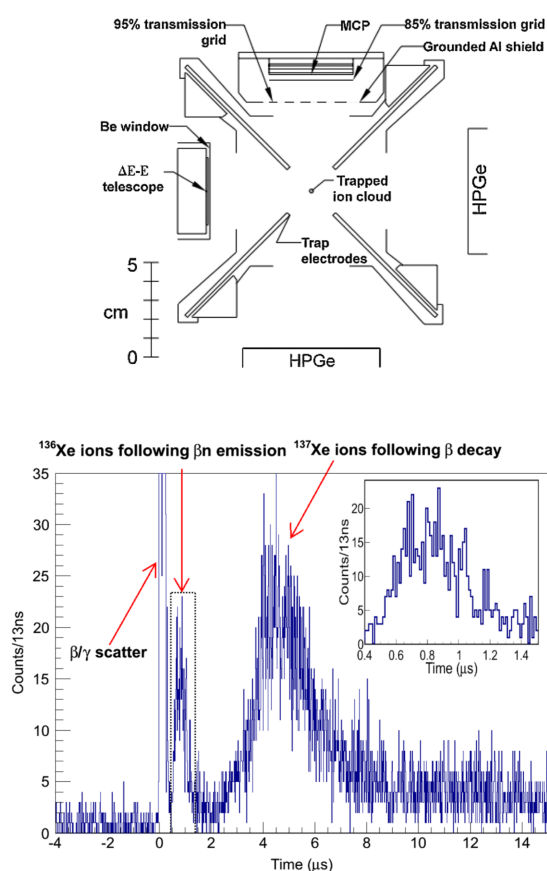 95% transmission
grid
MCP
85% transmission grid
Grounded Al shield
Be window
ΔE-E
telescope
Trapped
ion cloud
HPGe
Trap
electrodes
5
cm
0
HPGe
¹³⁶Xe ions following βn emission
¹³⁷Xe ions following β decay
35
30
25
20
15
10
5
0
Counts/13ns
β/γ scatter
-4
-2
0
2
4
6
8
10
12
14
Time (μs)
20
15
10
5
0
Counts/13ns
0.4
0.6
0.8
1
1.2
1.4
Time (μs)